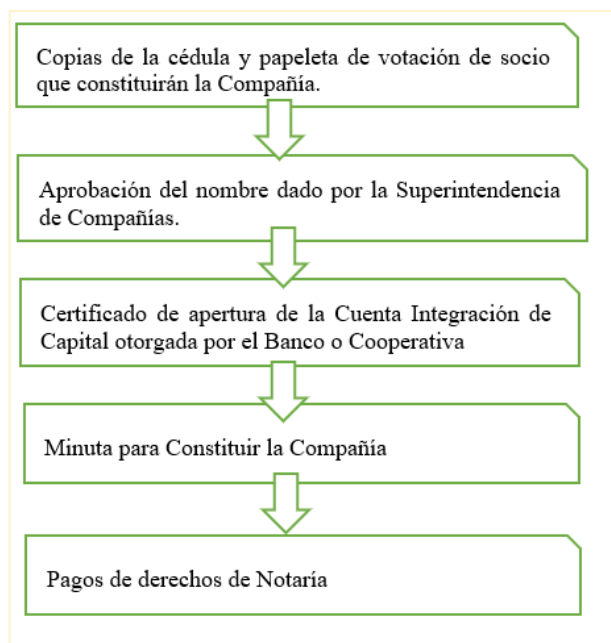 Copias de la cédula y papeleta de votación de socio
que constituirán la Compañía.
Aprobación del nombre dado por la Superintendencia
de Compañías.
Certificado de apertura de la Cuenta Integración de
Capital otorgada por el Banco o Cooperativa
Minuta para Constituir la Compañía
Pagos de derechos de Notaría